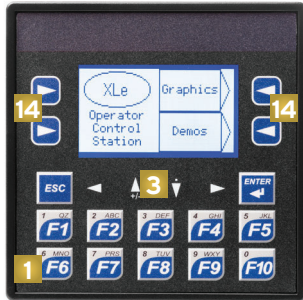 XLe
Operator
Control
Station
Graphics
Demos
14
14
ESC
3
+/-
.
ENTER
1 QZ F1
2 ABC F2
3 DEF F3
4 GHI F4
5 JKL F5
1
6 MNO F6
7 PRS F7
8 TUV F8
9 WXY F9
0 F10